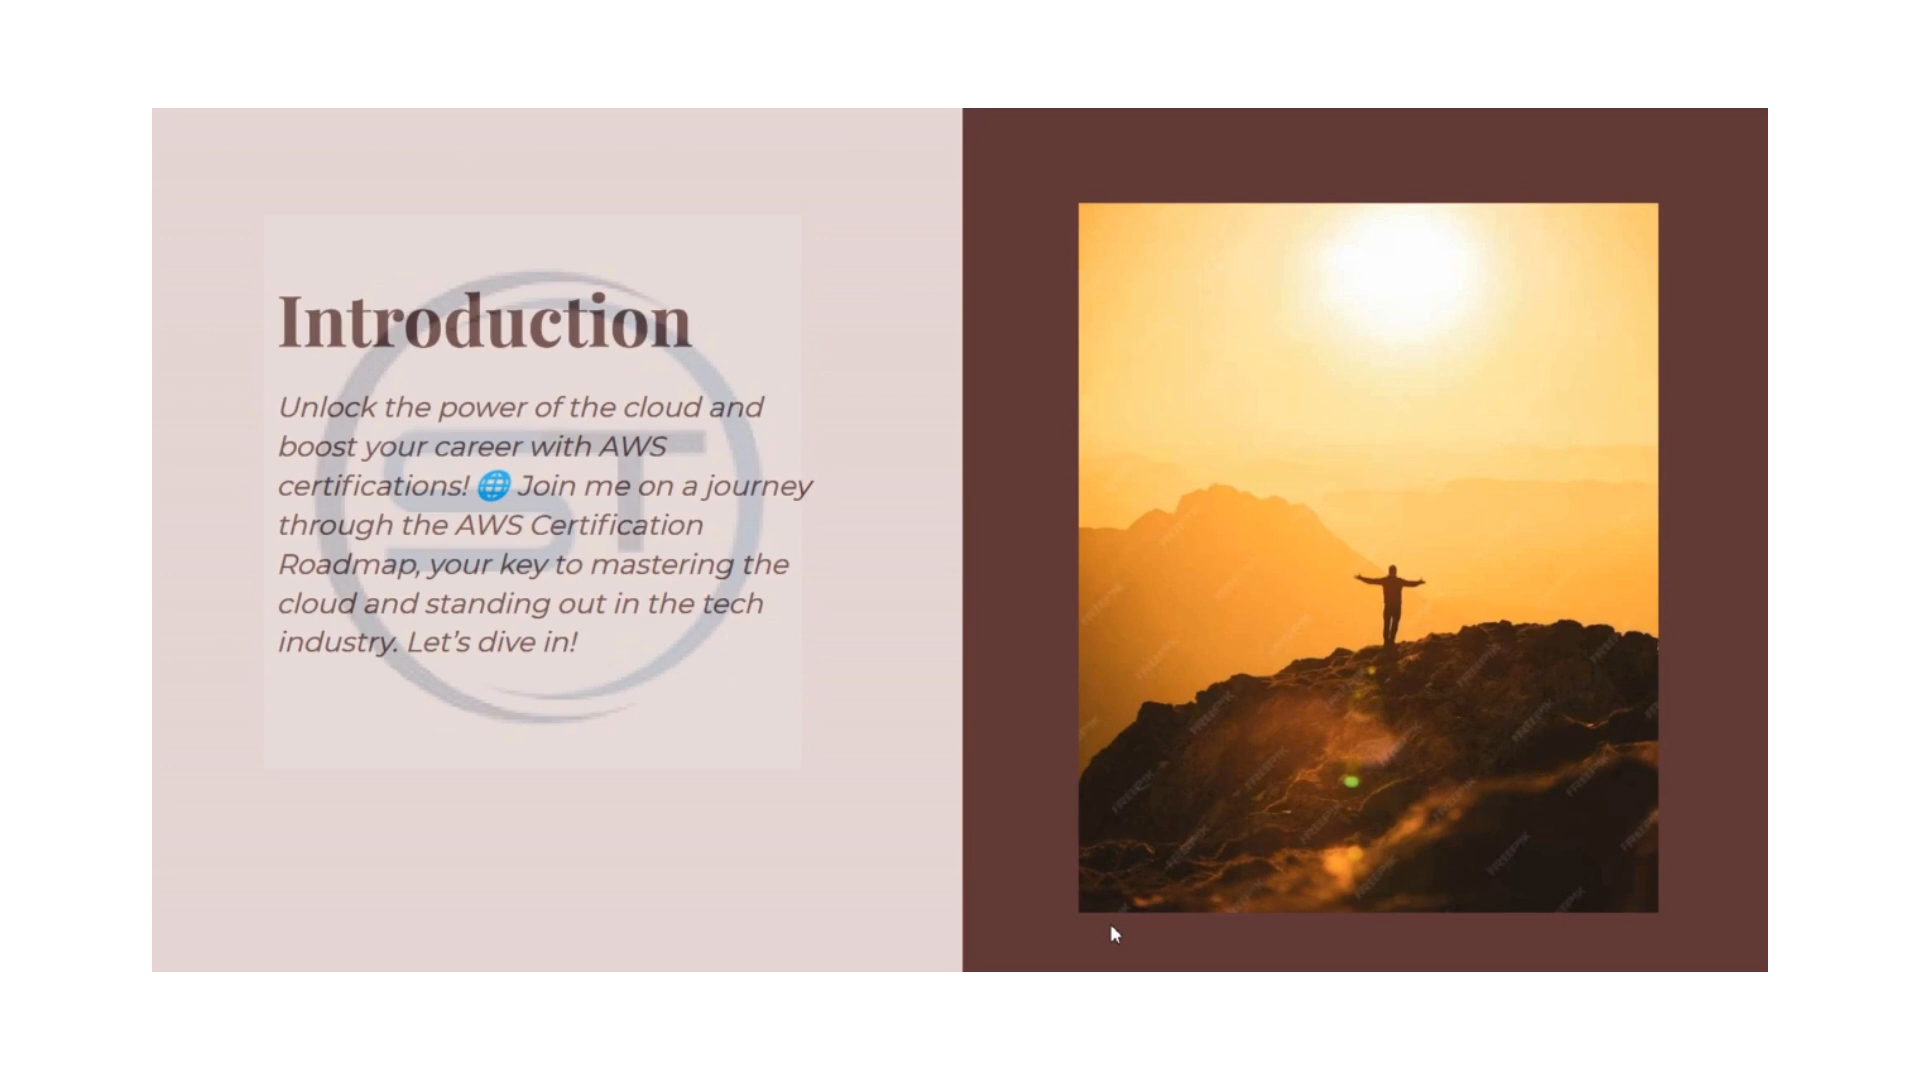 Introduction
Unlock the power of the cloud and
boost your career with AWS
certifications! 🌐 Join me on a journey
through the AWS Certification
Roadmap, your key to mastering the
cloud and standing out in the tech
industry. Let's dive in!
ST